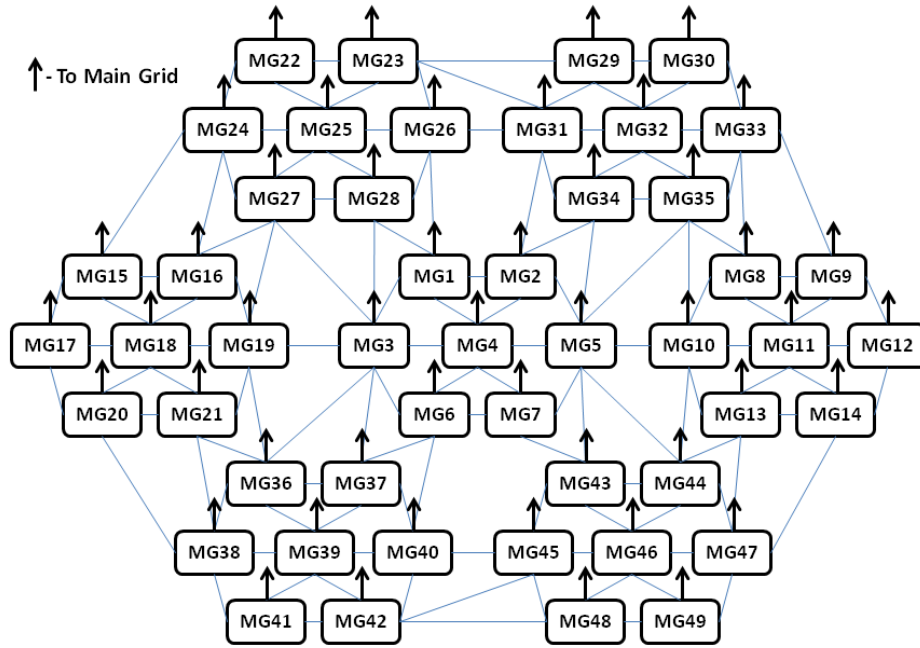 MG22 MG23 MG29 MG30
- To Main Grid
MG24 MG25 MG26 MG31 MG32 MG33
MG27 MG28 MG34 MG35
MG15 MG16 MG1 MG2 MG8 MG9
MG17 MG18 MG19 MG3 MG4 MG5 MG10 MG11 MG12
MG20 MG21 MG6 MG7 MG13 MG14
MG36 MG37 MG43 MG44
MG38 MG39 MG40 MG45 MG46 MG47
MG41 MG42 MG48 MG49